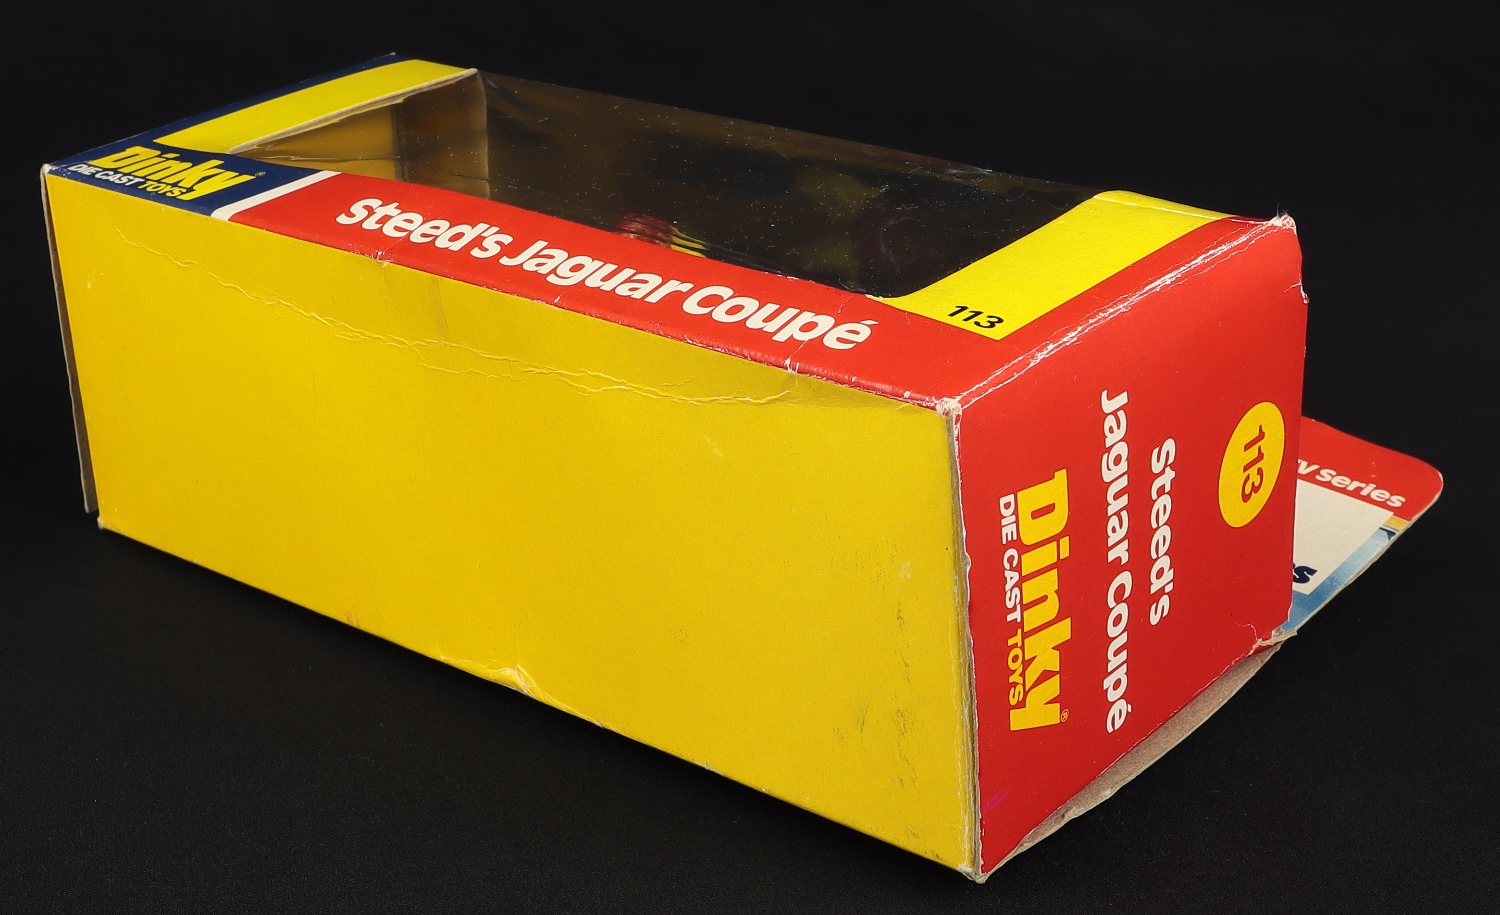 Dinky®
DIE CAST TOYS
Steed's Jaguar Coupé
113
113
Steed's
Jaguar Coupé
Dinky®
DIE CAST TOYS
TV Series